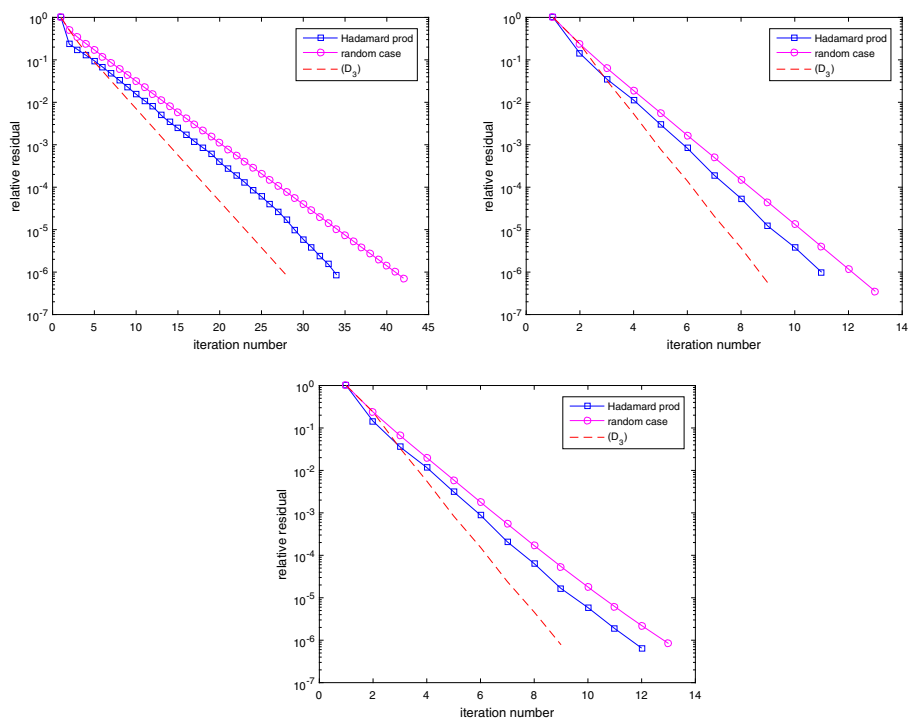 10^0
10^-1
10^-2
10^-3
10^-4
10^-5
10^-6
10^-7
relative residual
0 5 10 15 20 25 30 35 40 45
iteration number
Hadamard prod
random case
(D_3)
10^0
10^-1
10^-2
10^-3
10^-4
10^-5
10^-6
10^-7
relative residual
0 2 4 6 8 10 12 14
iteration number
Hadamard prod
random case
(D_3)
10^0
10^-1
10^-2
10^-3
10^-4
10^-5
10^-6
10^-7
relative residual
0 2 4 6 8 10 12 14
iteration number
Hadamard prod
random case
(D_3)